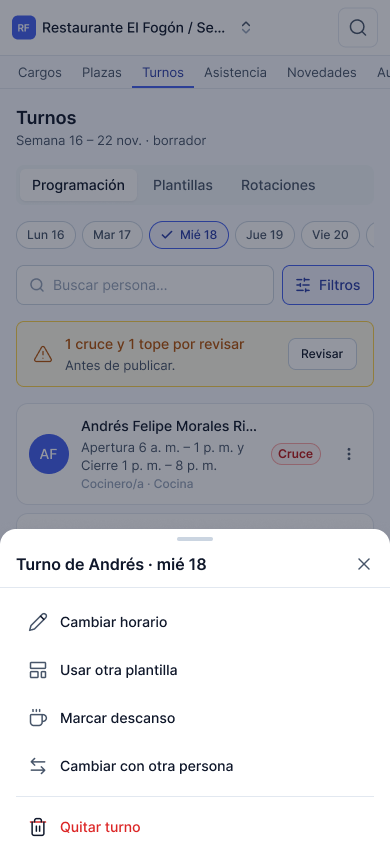 RF Restaurante El Fogón / Se...
Cargos Plazas Turnos Asistencia Novedades Au
Turnos
Semana 16 – 22 nov. · borrador
Programación Plantillas Rotaciones
Lun 16 Mar 17 Mié 18 Jue 19 Vie 20
Buscar persona... Filtros
1 cruce y 1 tope por revisar
Antes de publicar.
Revisar
Andrés Felipe Morales Ri...
AF
Apertura 6 a. m. – 1 p. m. y
Cierre 1 p. m. – 8 p. m.
Cruce
Cocinero/a · Cocina
Turno de Andrés · mié 18
Cambiar horario
Usar otra plantilla
Marcar descanso
Cambiar con otra persona
Quitar turno